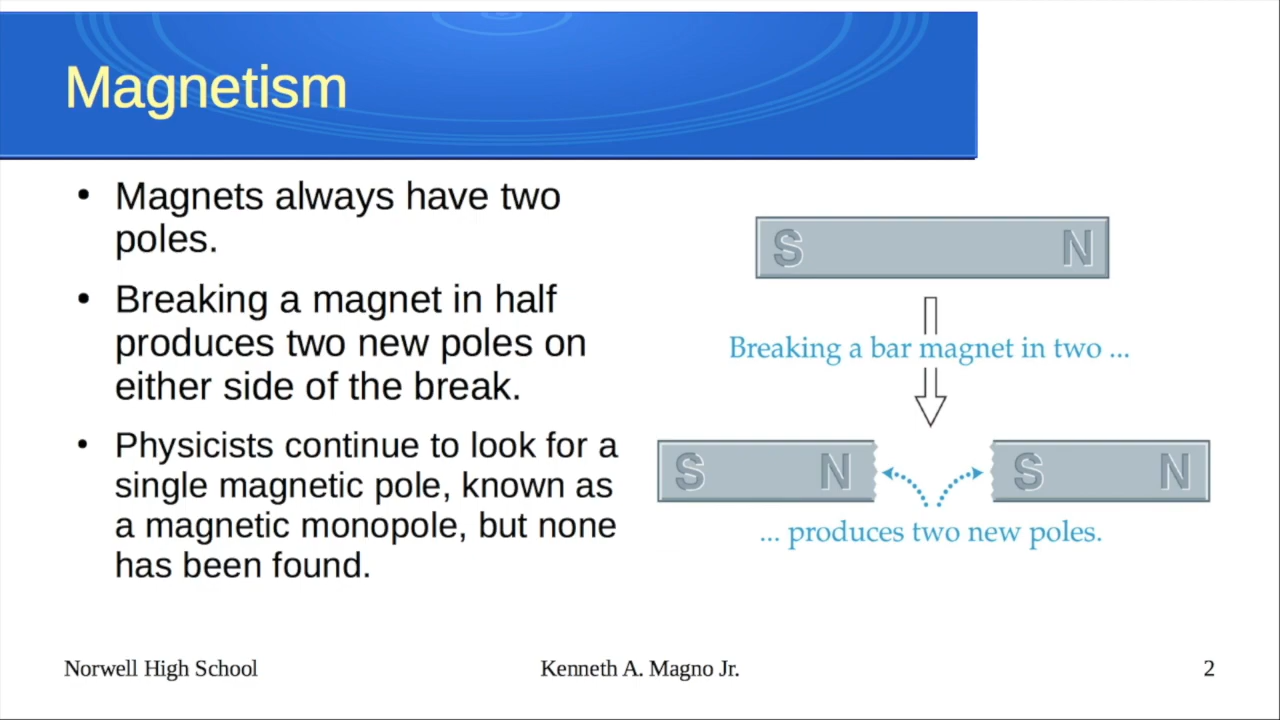 Magnetism
• Magnets always have two
poles.
• Breaking a magnet in half
produces two new poles on
either side of the break.
• Physicists continue to look for a
single magnetic pole, known as
a magnetic monopole, but none
has been found.
S N
Breaking a bar magnet in two ...
S N S N
... produces two new poles.
Norwell High School Kenneth A. Magno Jr. 2